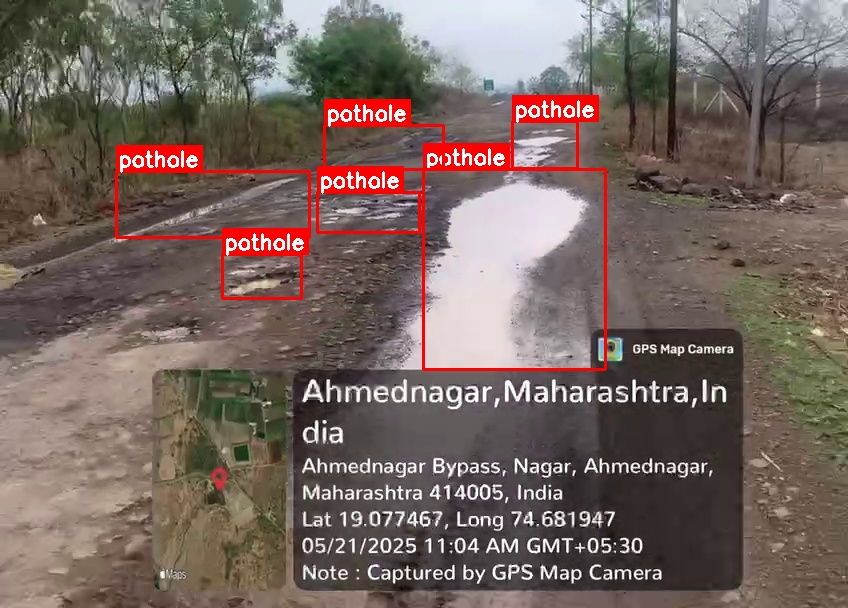 pothole
pothole
pothole
pothole
pothole
pothole
GPS Map Camera
Ahmednagar,Maharashtra,In
dia
Ahmednagar Bypass, Nagar, Ahmednagar,
Maharashtra 414005, India
Lat 19.077467, Long 74.681947
05/21/2025 11:04 AM GMT+05:30
Note : Captured by GPS Map Camera
Maps